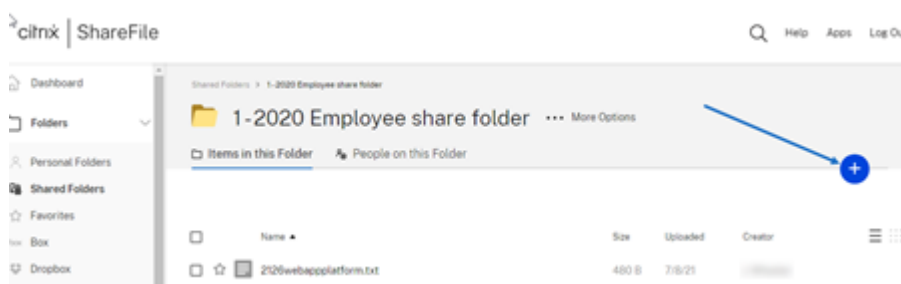 citrix | ShareFile
Help Apps Log Ou
Dashboard
Folders
Personal Folders
Shared Folders
Favorites
Box
Dropbox
Shared Folders > 1-2020 Employee share folder
1-2020 Employee share folder ••• More Options
Items in this Folder People on this Folder
+
Name Size Uploaded Creator
2126webappplatform.txt 480 B 7/8/21